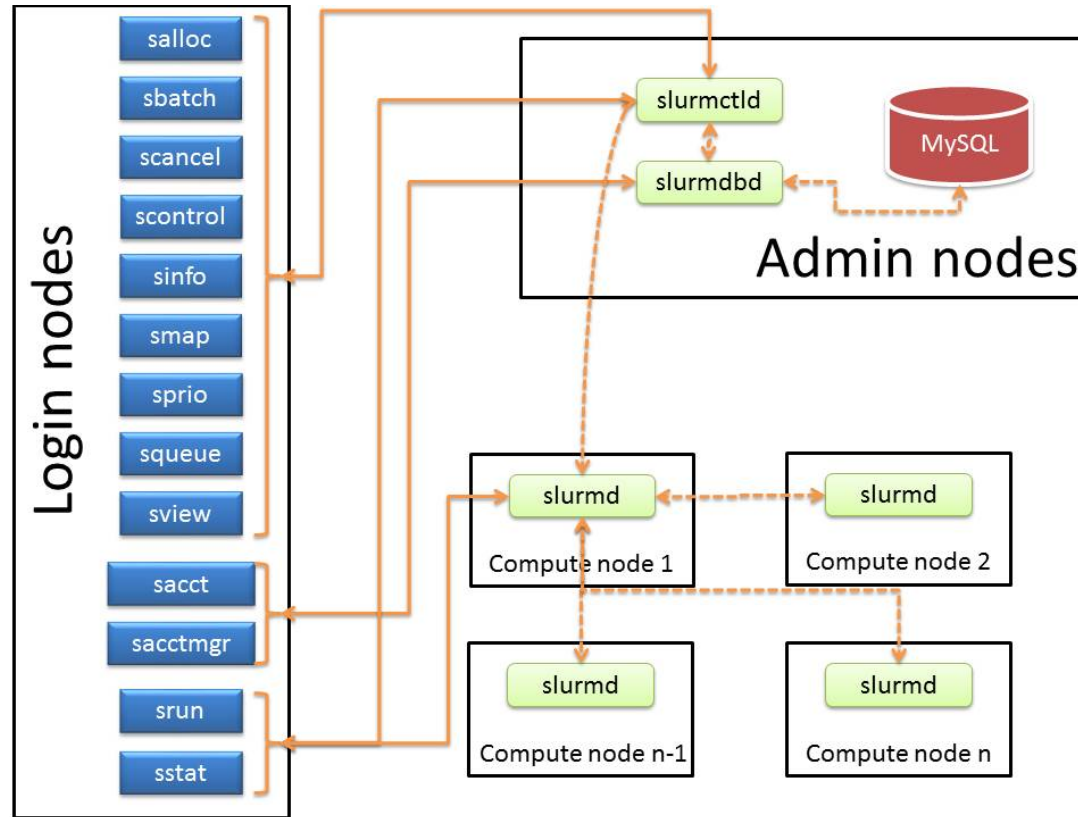 Login nodes
salloc
sbatch
scancel
scontrol
sinfo
smap
sprio
squeue
sview
sacct
sacctmgr
srun
sstat
slurmctld
slurmdbd
MySQL
Admin nodes
slurmd
Compute node 1
slurmd
Compute node 2
slurmd
Compute node n-1
slurmd
Compute node n